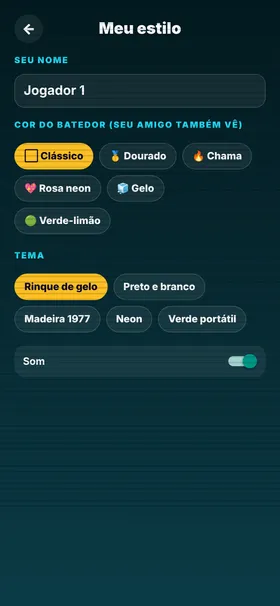 Meu estilo
SEU NOME
Jogador 1
COR DO BATEDOR (SEU AMIGO TAMBÉM VÊ)
Clássico
Dourado
Chama
Rosa neon
Gelo
Verde-limão
TEMA
Rinque de gelo
Preto e branco
Madeira 1977
Neon
Verde portátil
Som